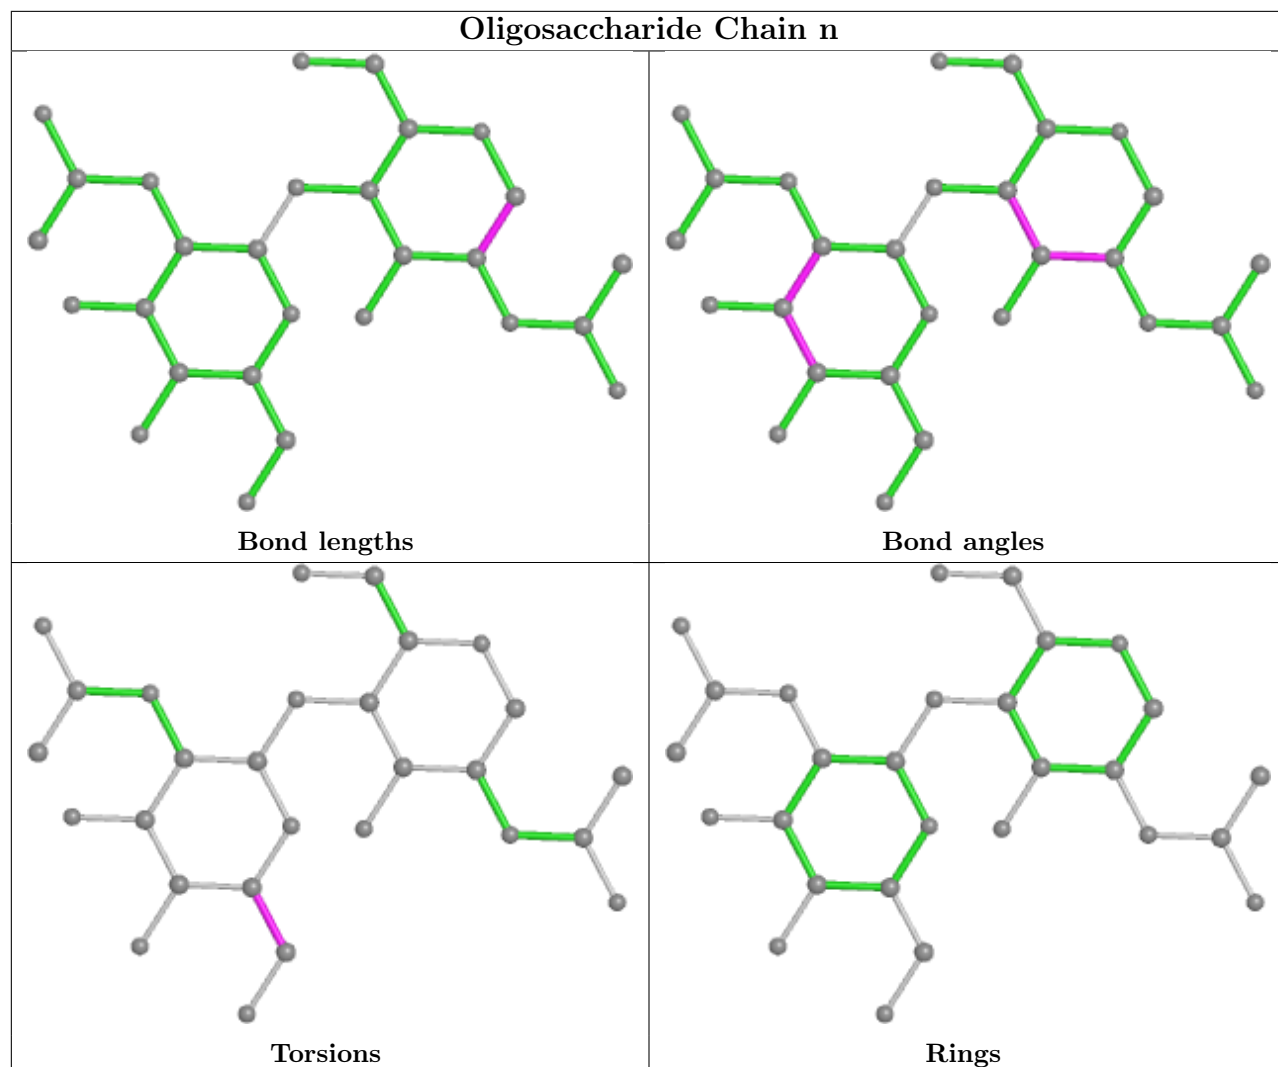 Oligosaccharide Chain n
Bond lengths
Bond angles
Torsions
Rings